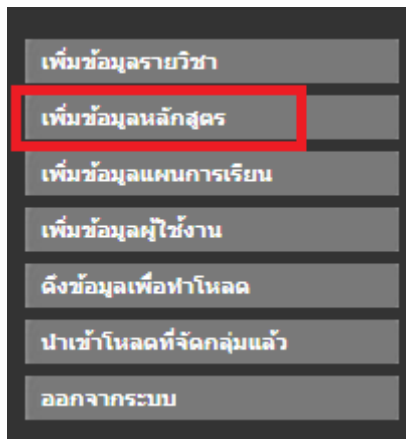 เพิ่มข้อมูลรายวิชา
เพิ่มข้อมูลหลักสูตร
เพิ่มข้อมูลแผนการเรียน
เพิ่มข้อมูลผู้ใช้งาน
ดึงข้อมูลเพื่อทำโหลด
นำเข้าโหลดที่จัดกลุ่มแล้ว
ออกจากระบบ